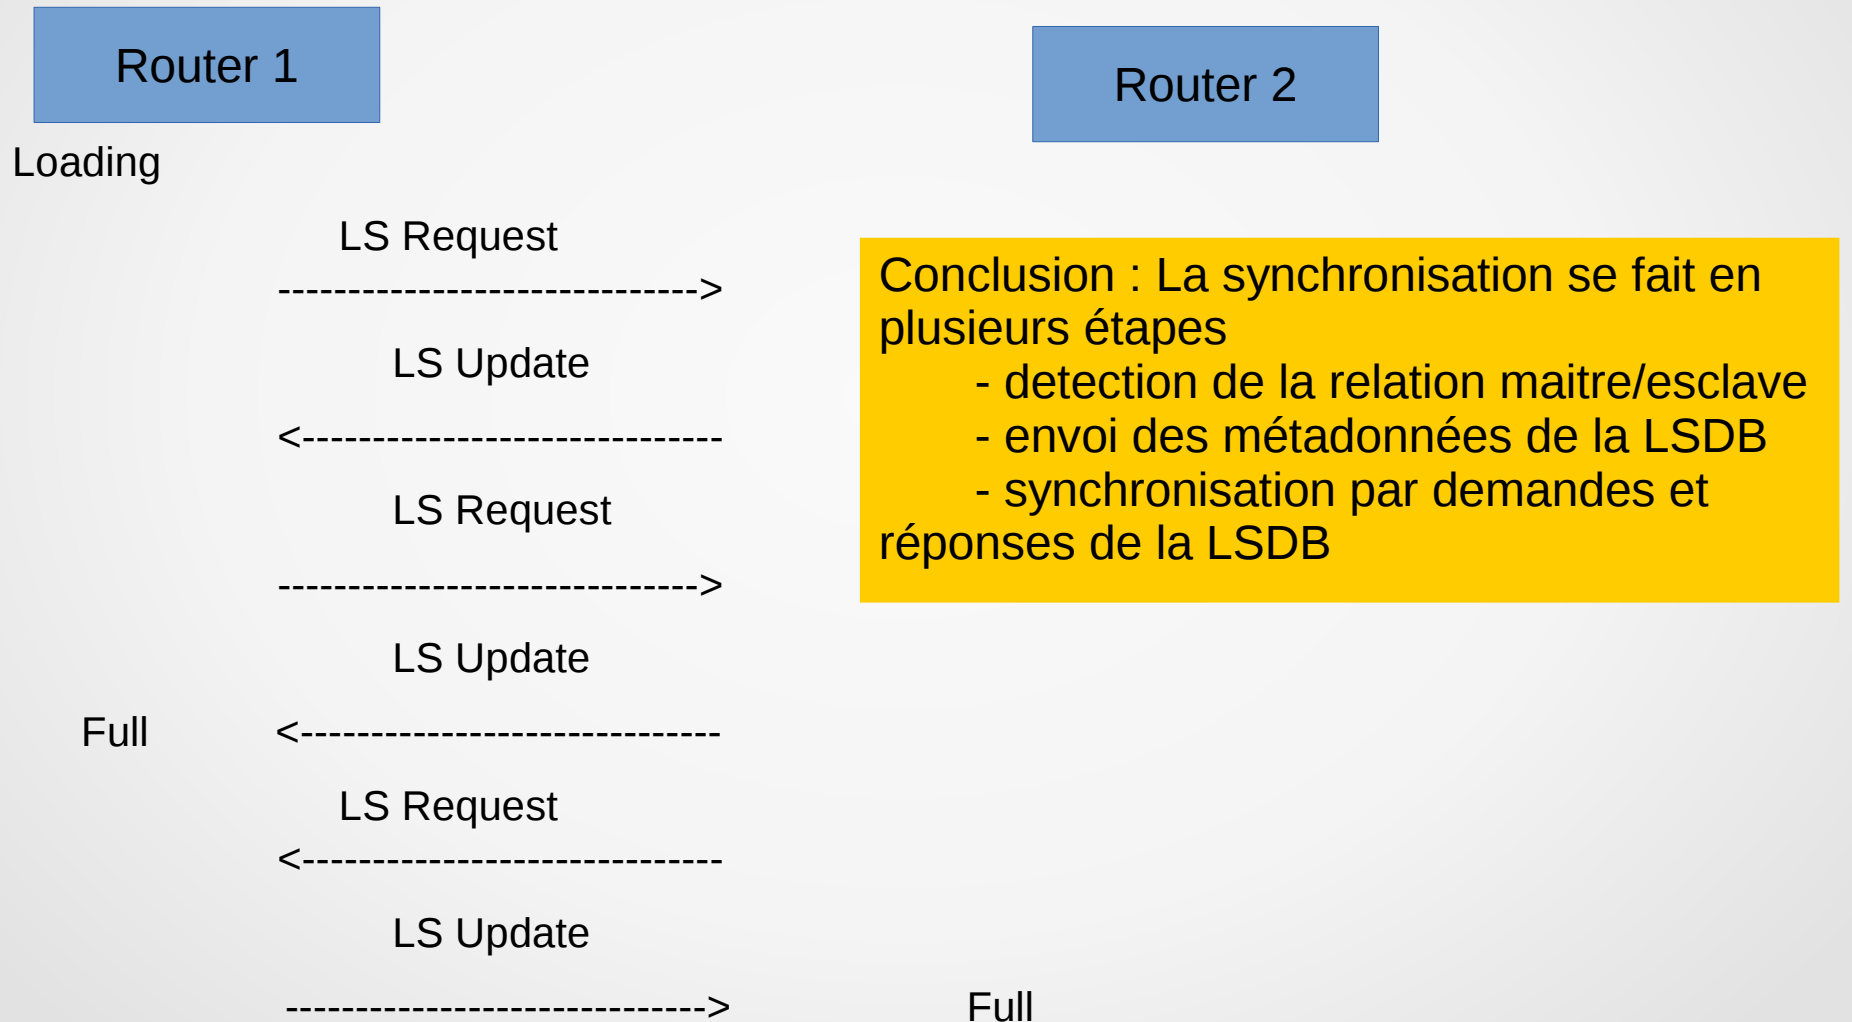 Router 1
Router 2
Loading
LS Request
---------------------------->
LS Update
<----------------------------
LS Request
---------------------------->
LS Update
Full <----------------------------
LS Request
<----------------------------
LS Update
----------------------------> Full
Conclusion : La synchronisation se fait en
plusieurs étapes
- detection de la relation maitre/esclave
- envoi des métadonnées de la LSDB
- synchronisation par demandes et
réponses de la LSDB